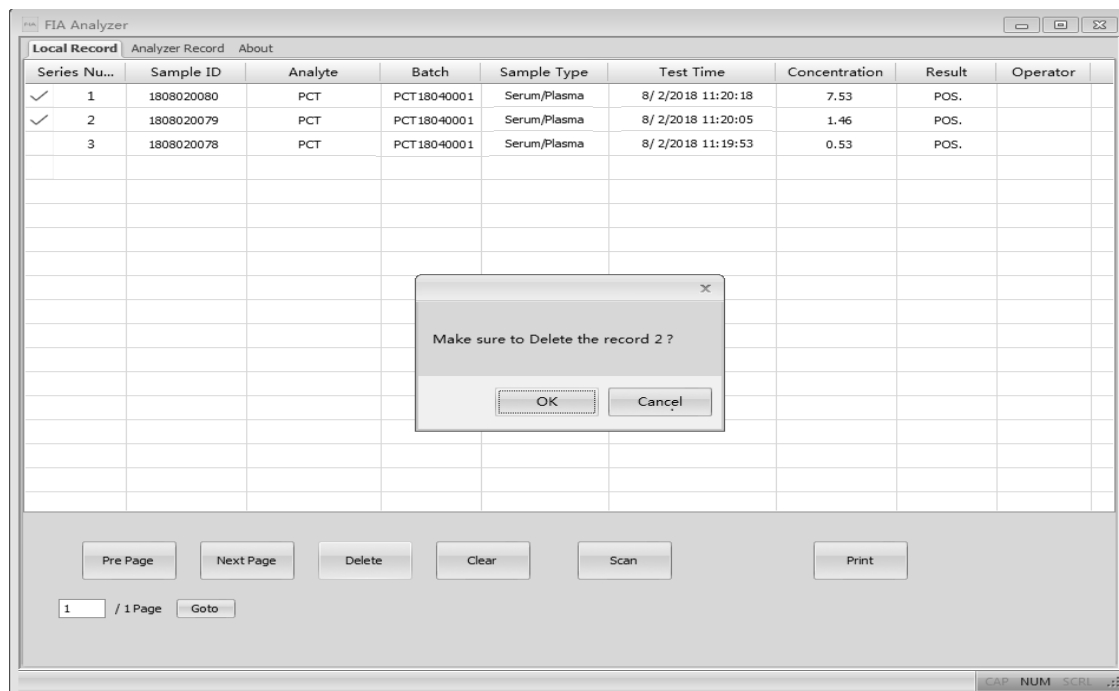 FIA FIA Analyzer
Local Record Analyzer Record About
Series Nu... Sample ID Analyte Batch Sample Type Test Time Concentration Result Operator
1 1808020080 PCT PCT18040001 Serum/Plasma 8/ 2/2018 11:20:18 7.53 POS.
2 1808020079 PCT PCT18040001 Serum/Plasma 8/ 2/2018 11:20:05 1.46 POS.
3 1808020078 PCT PCT18040001 Serum/Plasma 8/ 2/2018 11:19:53 0.53 POS.
Make sure to Delete the record 2 ?
OK Cancel
Pre Page Next Page Delete Clear Scan Print
1 / 1 Page Goto
CAP NUM SCRL